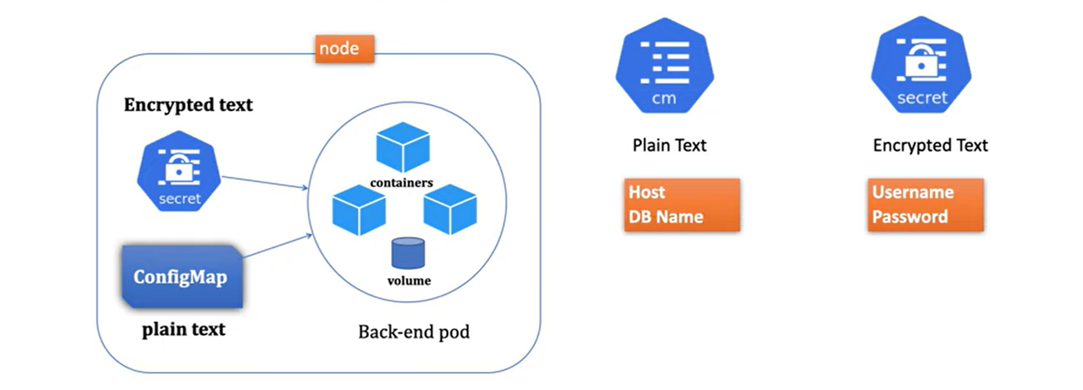 node
Encrypted text
secret
ConfigMap
plain text
containers
volume
Back-end pod
cm
Plain Text
Host
DB Name
secret
Encrypted Text
Username
Password